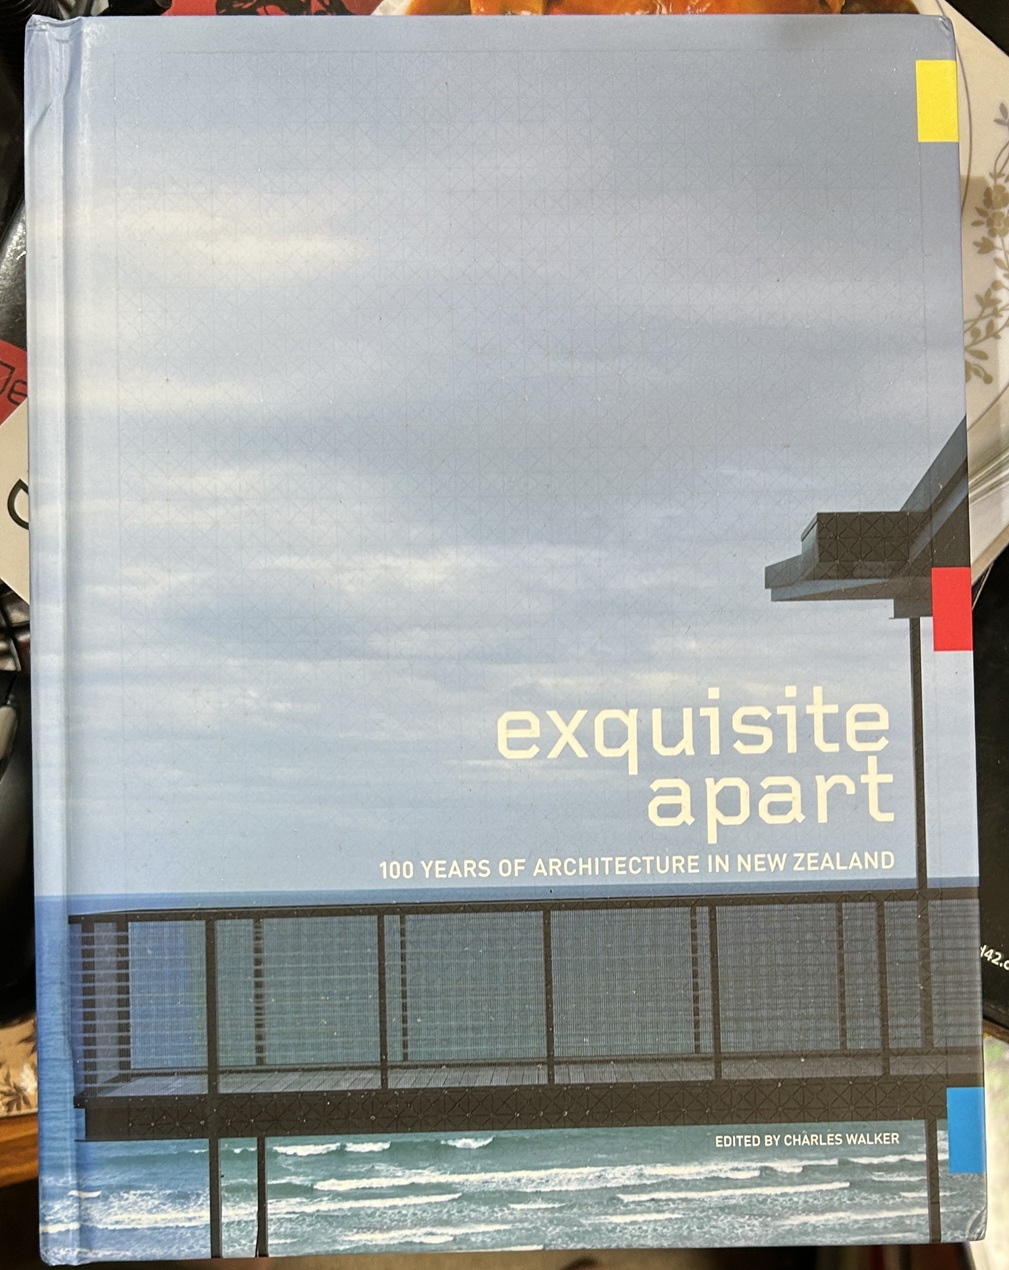 exquisite
apart
100 YEARS OF ARCHITECTURE IN NEW ZEALAND
EDITED BY CHARLES WALKER